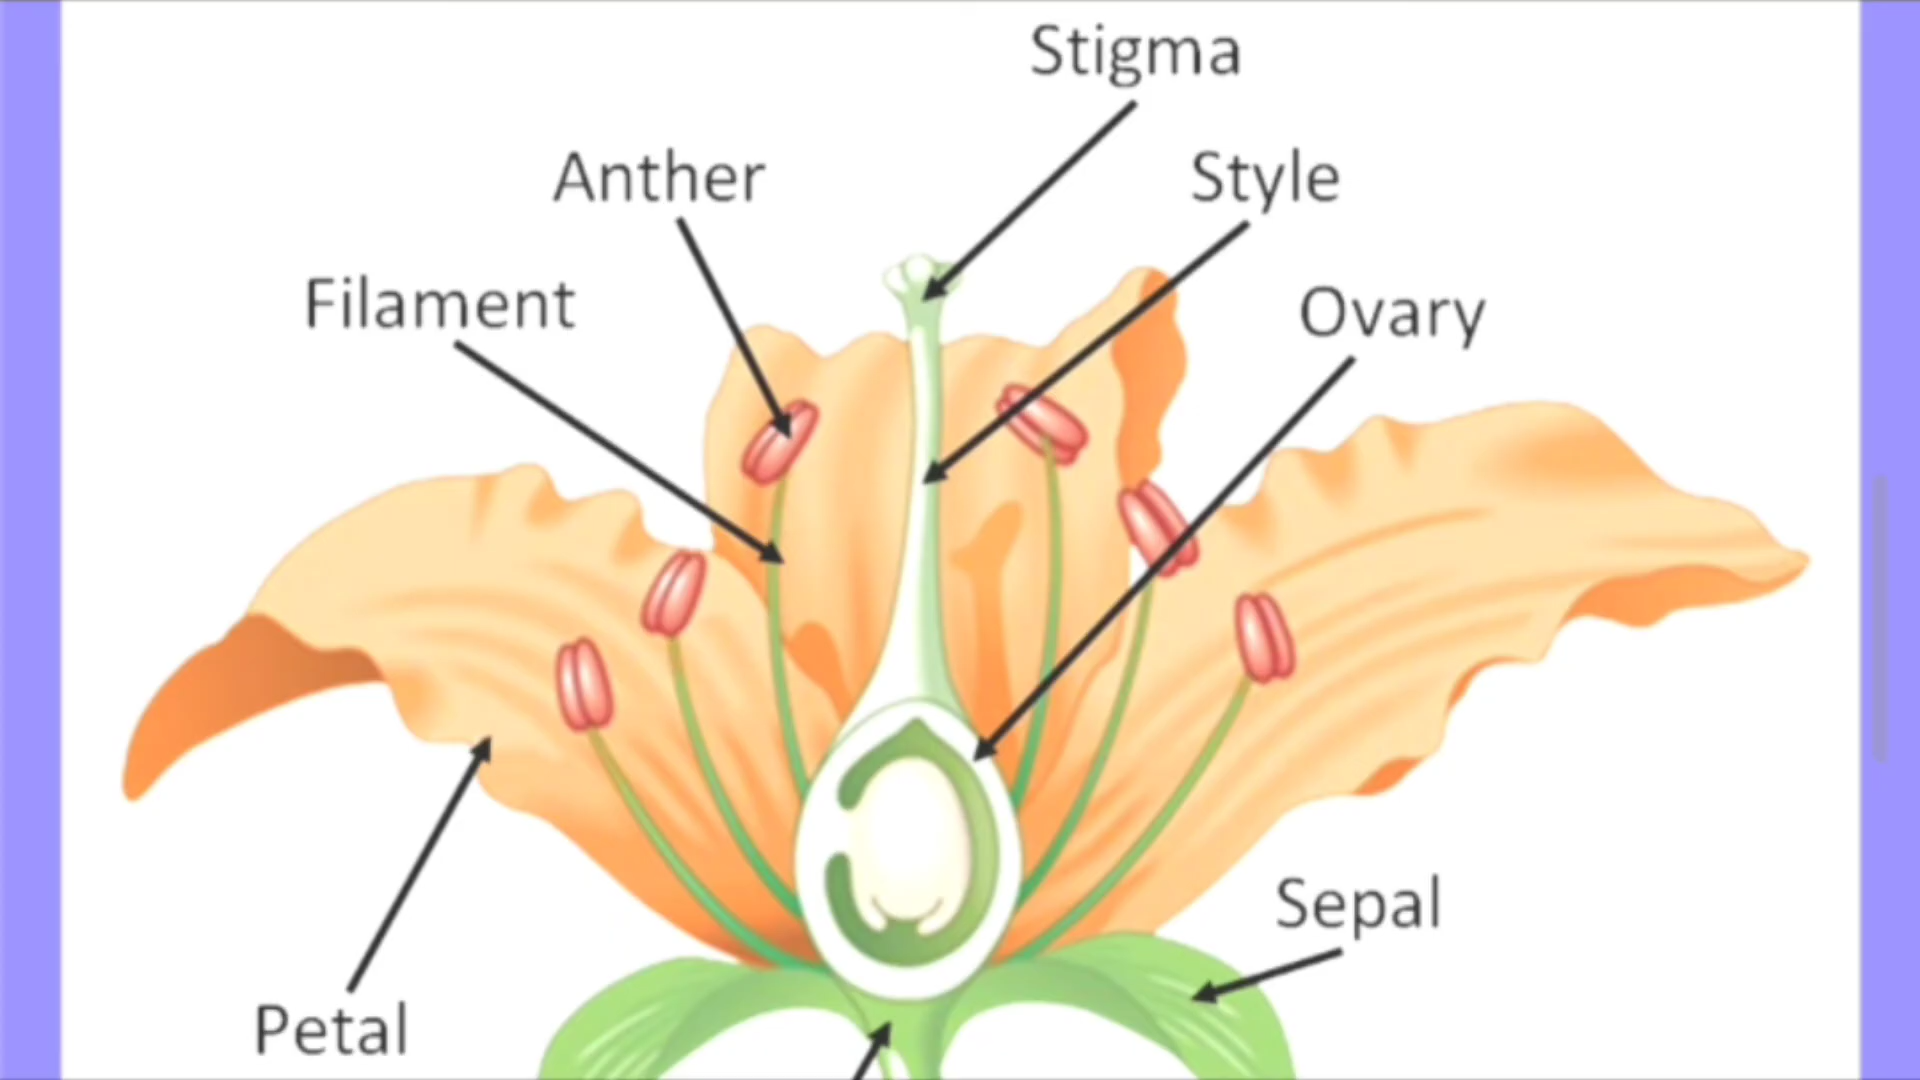 Stigma
Anther
Style
Filament
Ovary
Sepal
Petal